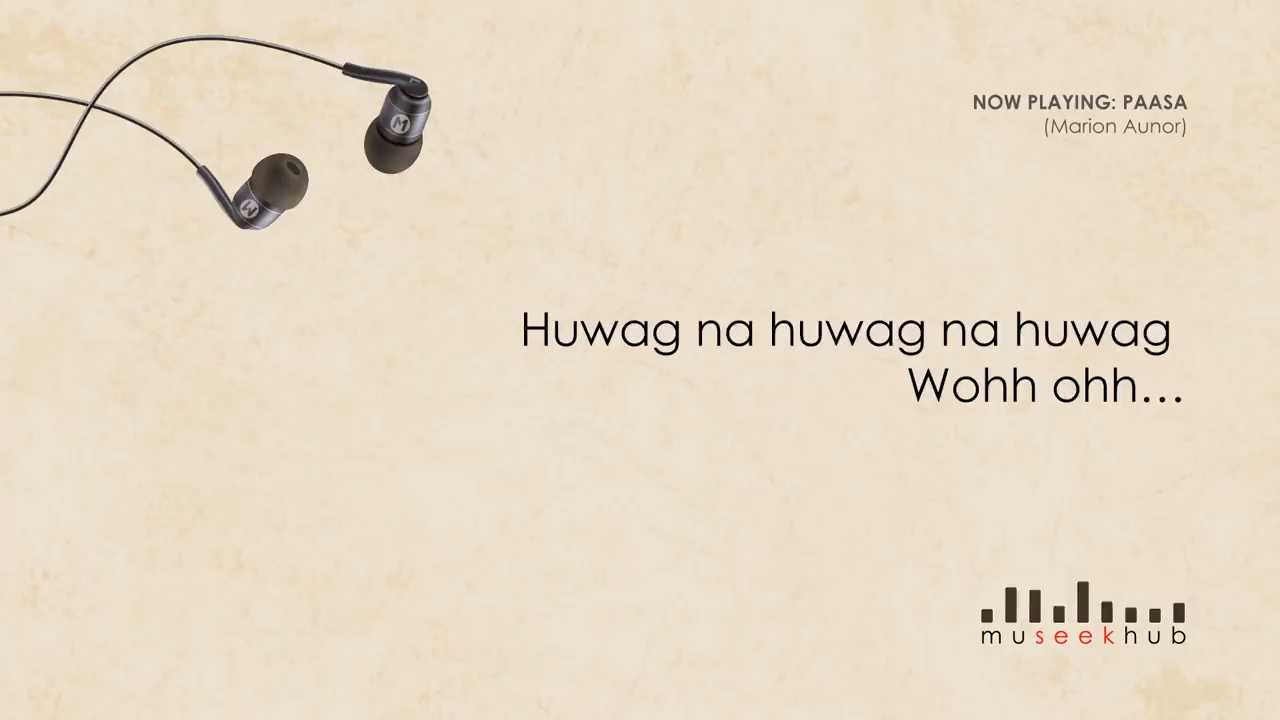 NOW PLAYING: PAASA
(Marion Aunor)
Huwag na huwag na huwag
Wohh ohh...
museekhub